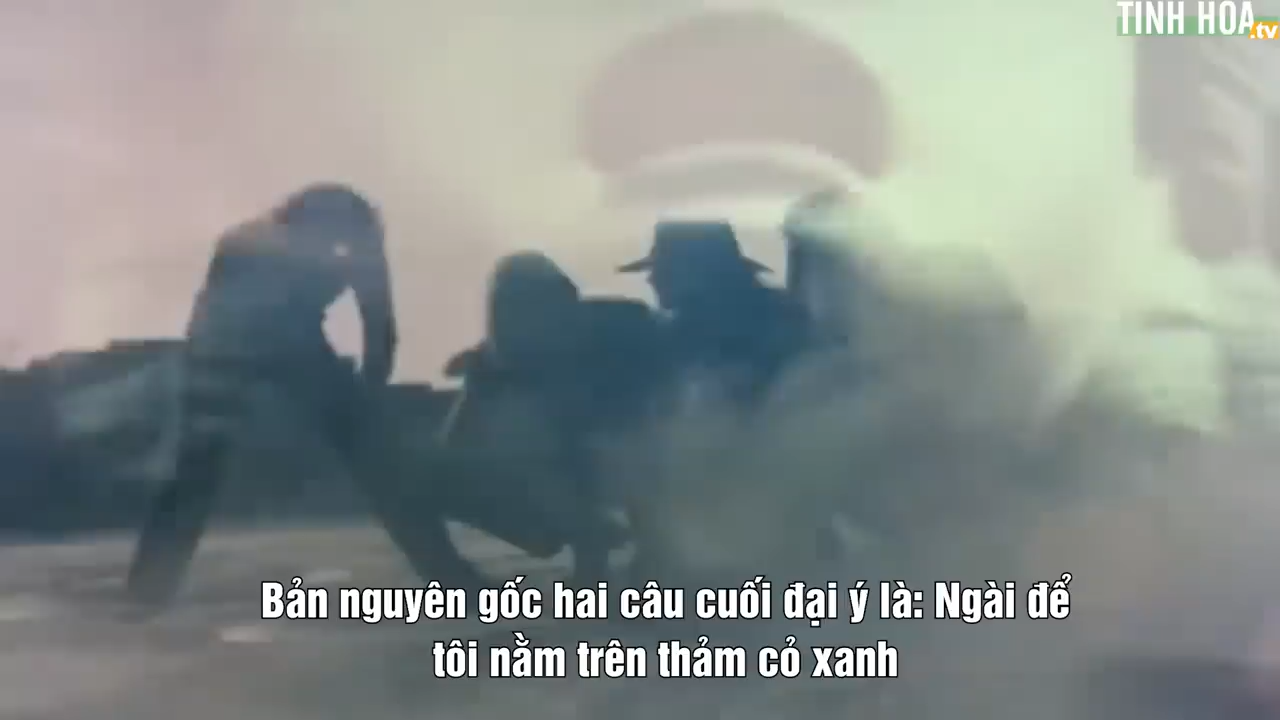 TINH HOA.tv
Bản nguyên gốc hai câu cuối đại ý là: Ngài để
tôi nằm trên thảm cỏ xanh